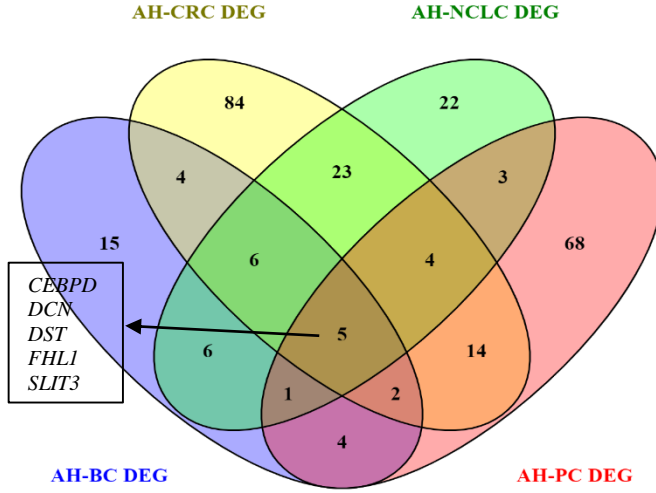 AH-CRC DEG
AH-NCLC DEG
84
22
4
23
3
15
6
4
68
CEBPD
DCN
DST
FHL1
SLIT3
5
6
14
1
2
4
AH-BC DEG
AH-PC DEG